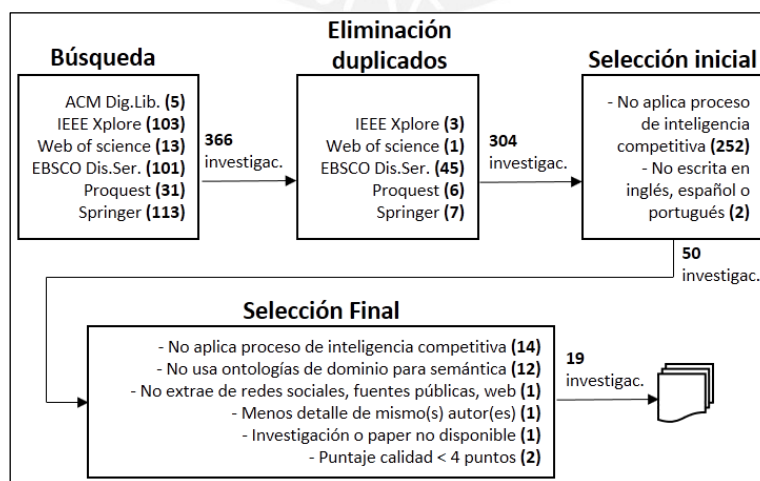 Búsqueda
ACM Dig.Lib. (5)
IEEE Xplore (103)
Web of science (13)
EBSCO Dis.Ser. (101)
Proquest (31)
Springer (113)
366
investigac.
Eliminación
duplicados
IEEE Xplore (3)
Web of science (1)
EBSCO Dis.Ser. (45)
Proquest (6)
Springer (7)
304
investigac.
Selección inicial
- No aplica proceso
de inteligencia
competitiva (252)
- No escrita en
inglés, español o
portugués (2)
50
investigac.
Selección Final
- No aplica proceso de inteligencia competitiva (14)
- No usa ontologías de dominio para semántica (12)
- No extrae de redes sociales, fuentes públicas, web (1)
- Menos detalle de mismo(s) autor(es) (1)
- Investigación o paper no disponible (1)
- Puntaje calidad < 4 puntos (2)
19
investigac.